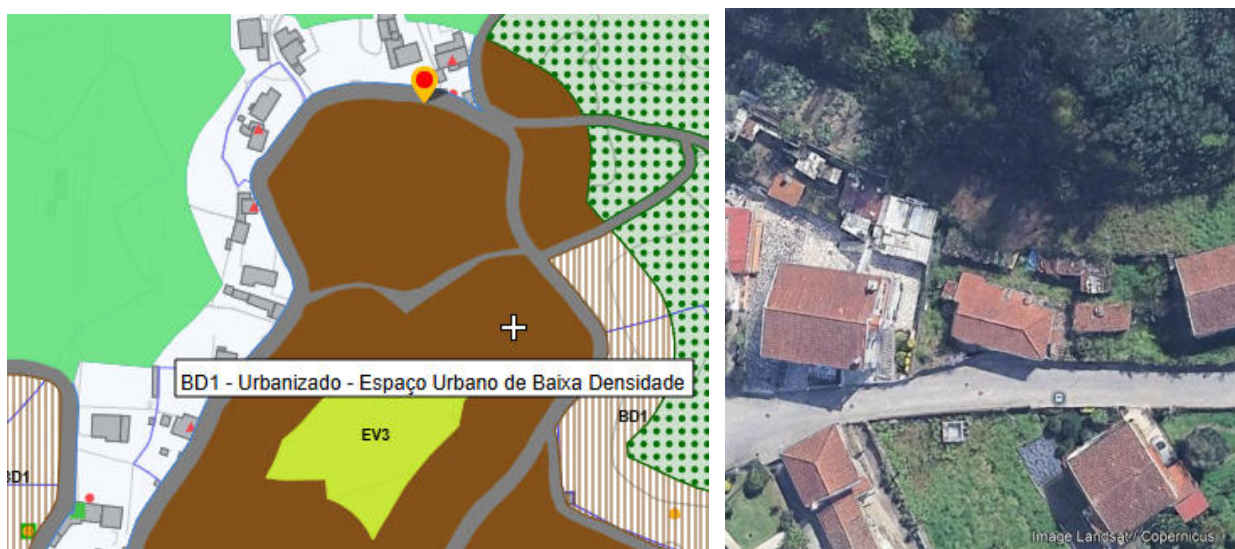 BD1 - Urbanizado - Espaço Urbano de Baixa Densidade
BD1
EV3
BD1
Image Landsat / Copernicus